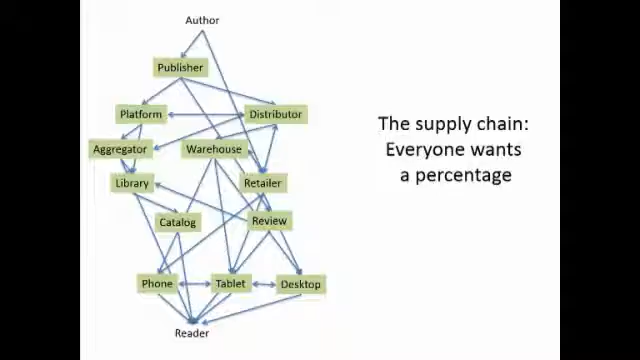 Author
Publisher
Platform
Distributor
Aggregator
Warehouse
Library
Retailer
Catalog
Review
Phone
Tablet
Desktop
Reader
The supply chain:
Everyone wants
a percentage